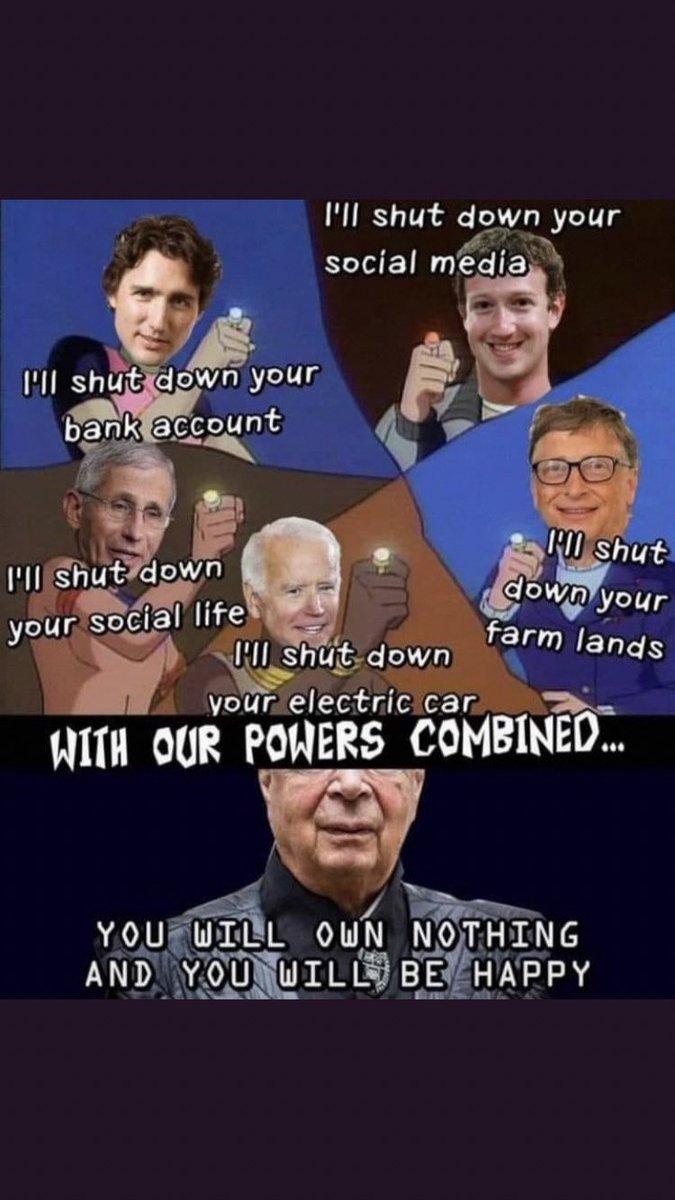 I'll shut down your
social media
I'll shut down your
bank account
I'll shut down
your social life
I'll shut
down your
farm lands
I'll shut down
your electric car
WITH OUR POWERS COMBINED...
YOU WILL OWN NOTHING
AND YOU WILL BE HAPPY